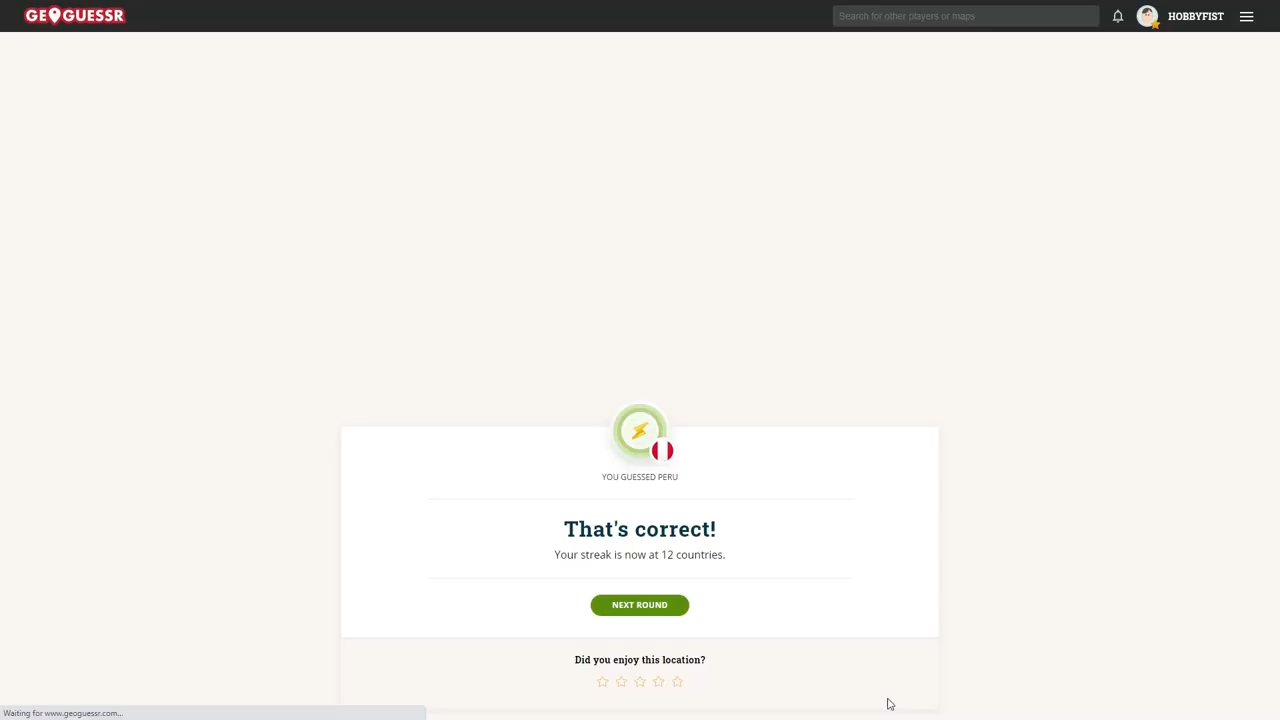 GEOGUESSR
Search for other players or maps
HOBBYFIST
YOU GUESSED PERU
That's correct!
Your streak is now at 12 countries.
NEXT ROUND
Did you enjoy this location?
Waiting for www.geoguessr.com...